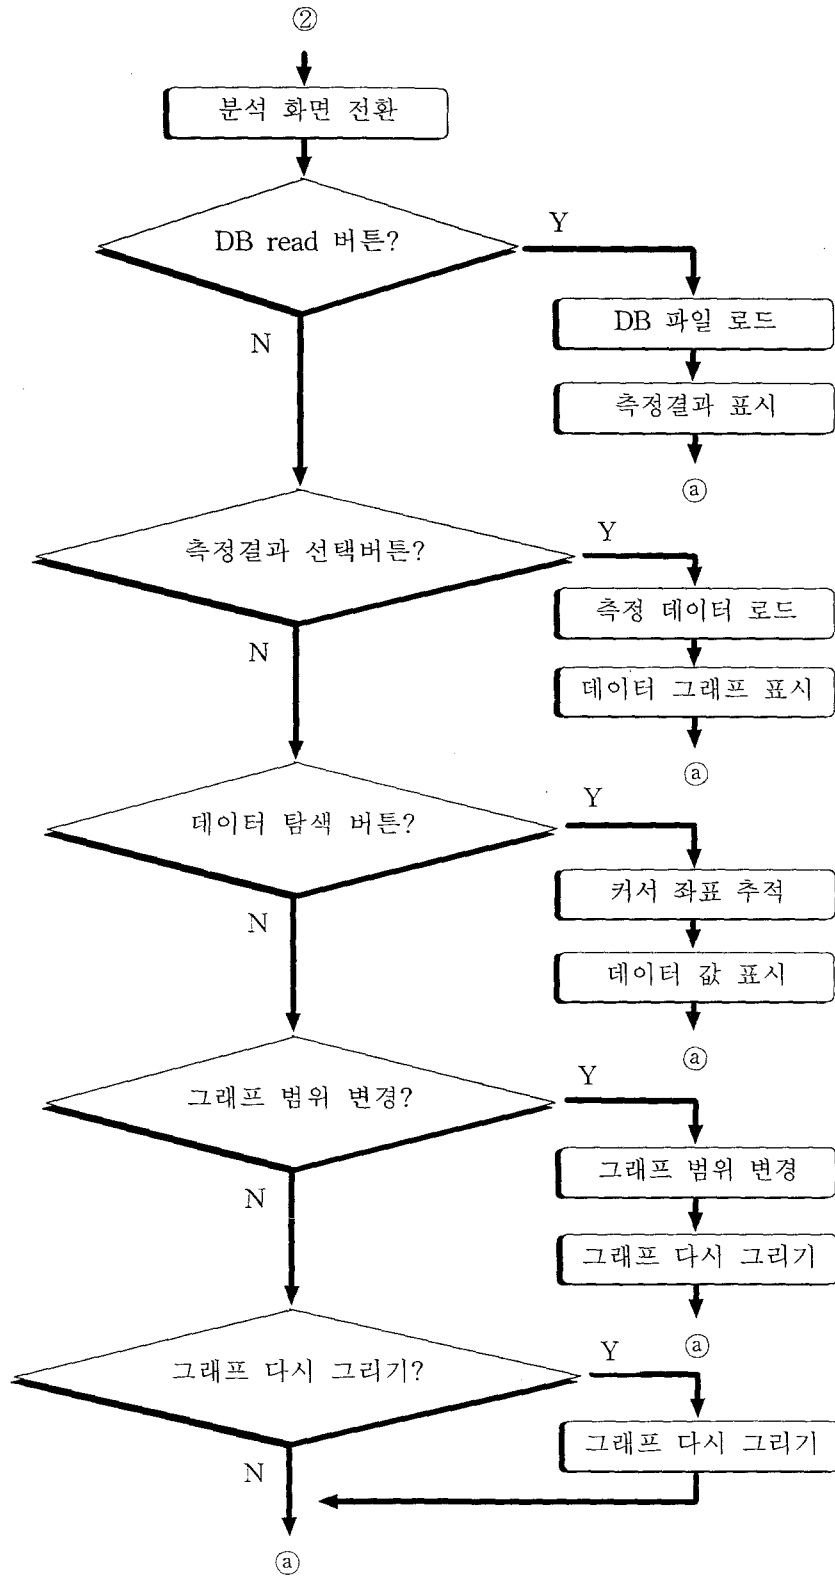 ②
분석 화면 전환
DB read 버튼?
Y
N
DB 파일 로드
측정결과 표시
ⓐ
측정결과 선택버튼?
Y
N
측정 데이터 로드
데이터 그래프 표시
ⓐ
데이터 탐색 버튼?
Y
N
커서 좌표 추적
데이터 값 표시
ⓐ
그래프 범위 변경?
Y
N
그래프 범위 변경
그래프 다시 그리기
ⓐ
그래프 다시 그리기?
Y
N
그래프 다시 그리기
ⓐ